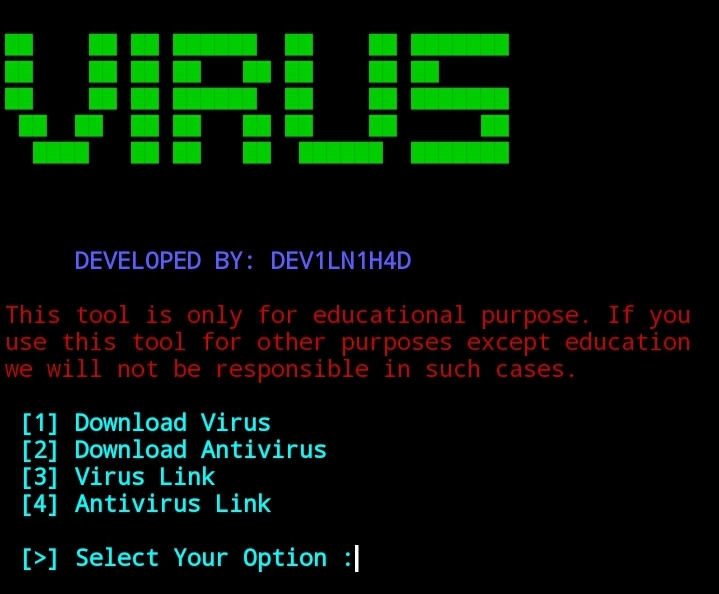 VIRUS
DEVELOPED BY: DEV1LN1H4D
This tool is only for educational purpose. If you
use this tool for other purposes except education
we will not be responsible in such cases.
[1] Download Virus
[2] Download Antivirus
[3] Virus Link
[4] Antivirus Link
[>] Select Your Option :